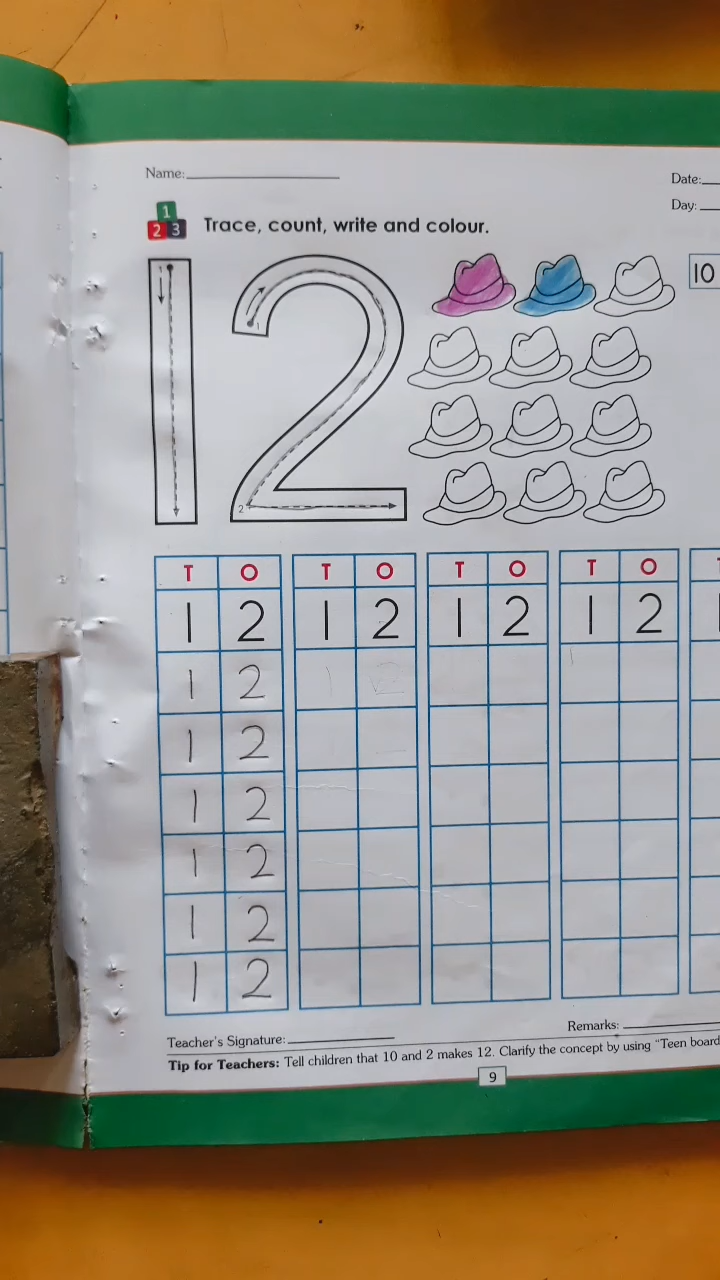 Name:
Date:
Day:
1
2 3
Trace, count, write and colour.
12
10
T O T O T O T O
1 2 1 2 1 2 1 2
1 2 1 2
1 2
1 2
1 2
1 2
1 2
Teacher's Signature:
Remarks:
Tip for Teachers: Tell children that 10 and 2 makes 12. Clarify the concept by using "Teen board
9